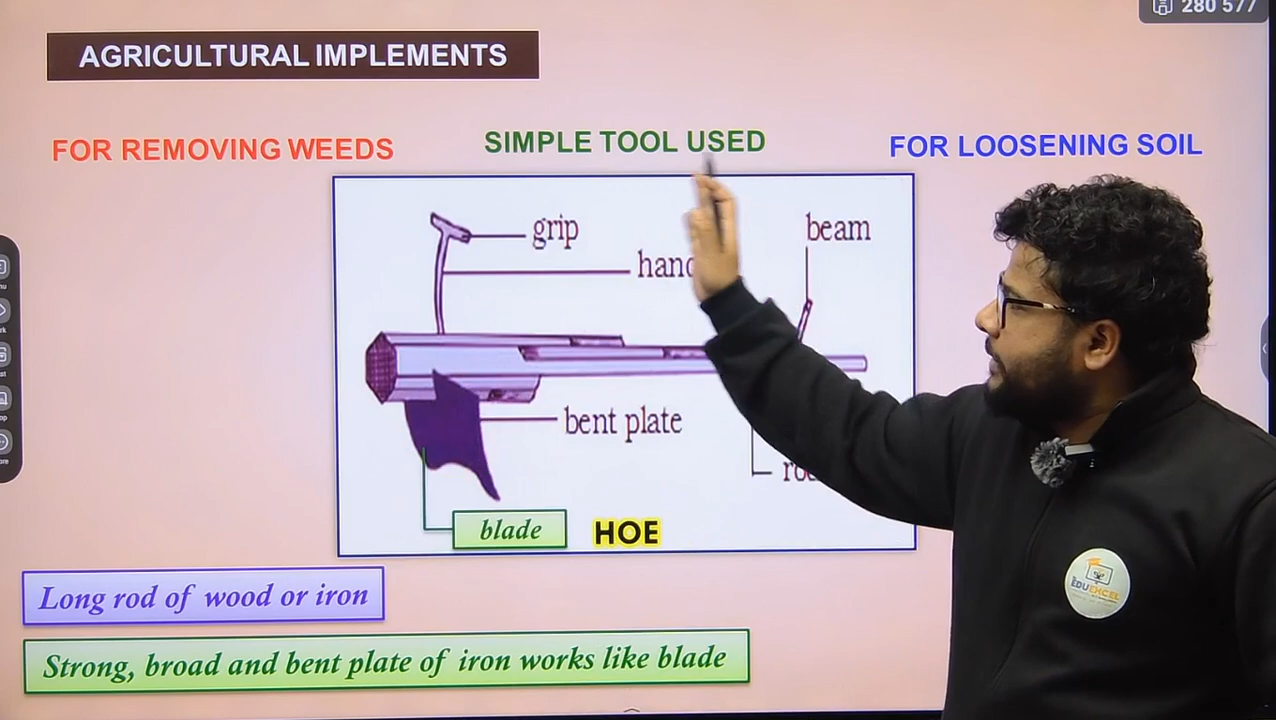 280 577
AGRICULTURAL IMPLEMENTS
FOR REMOVING WEEDS
SIMPLE TOOL USED
FOR LOOSENING SOIL
grip
beam
bent plate
blade
HOE
EDUEXCEL
Long rod of wood or iron
Strong, broad and bent plate of iron works like blade